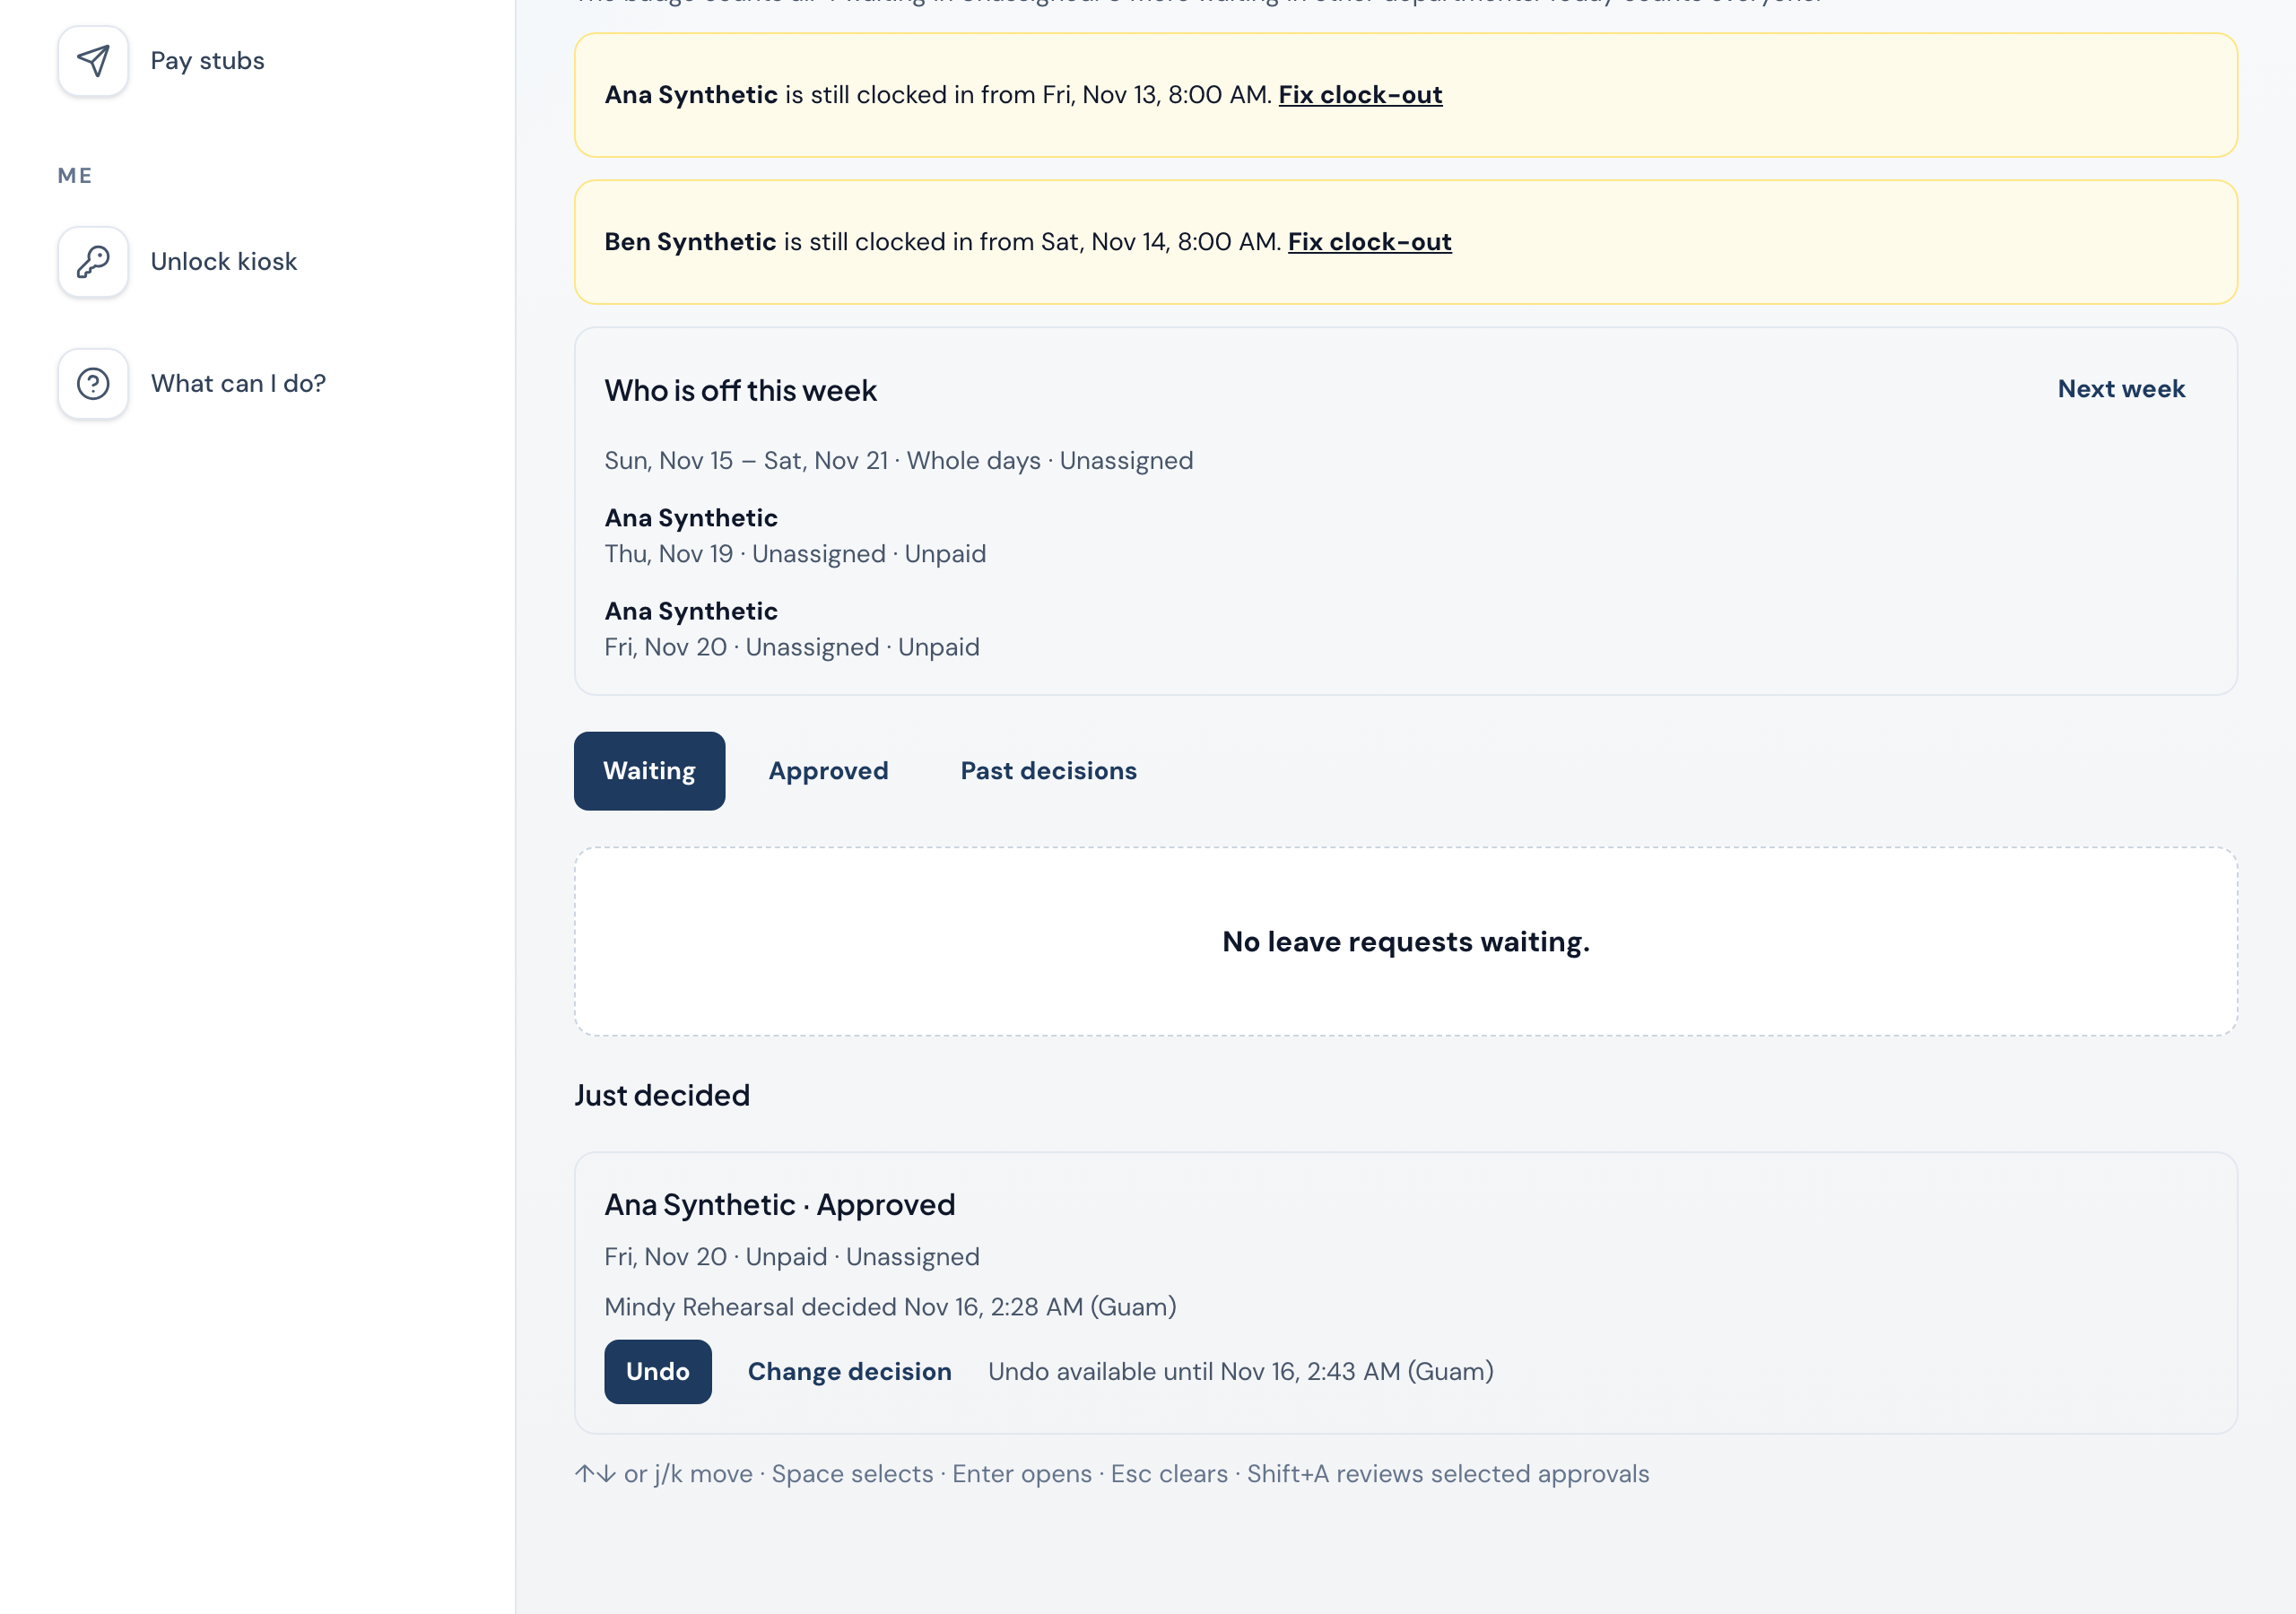 Pay stubs
ME
Unlock kiosk
What can I do?
Ana Synthetic is still clocked in from Fri, Nov 13, 8:00 AM. Fix clock-out
Ben Synthetic is still clocked in from Sat, Nov 14, 8:00 AM. Fix clock-out
Who is off this week
Next week
Sun, Nov 15 – Sat, Nov 21 · Whole days · Unassigned
Ana Synthetic
Thu, Nov 19 · Unassigned · Unpaid
Ana Synthetic
Fri, Nov 20 · Unassigned · Unpaid
Waiting
Approved
Past decisions
No leave requests waiting.
Just decided
Ana Synthetic · Approved
Fri, Nov 20 · Unpaid · Unassigned
Mindy Rehearsal decided Nov 16, 2:28 AM (Guam)
Undo
Change decision
Undo available until Nov 16, 2:43 AM (Guam)
↑↓ or j/k move · Space selects · Enter opens · Esc clears · Shift+A reviews selected approvals